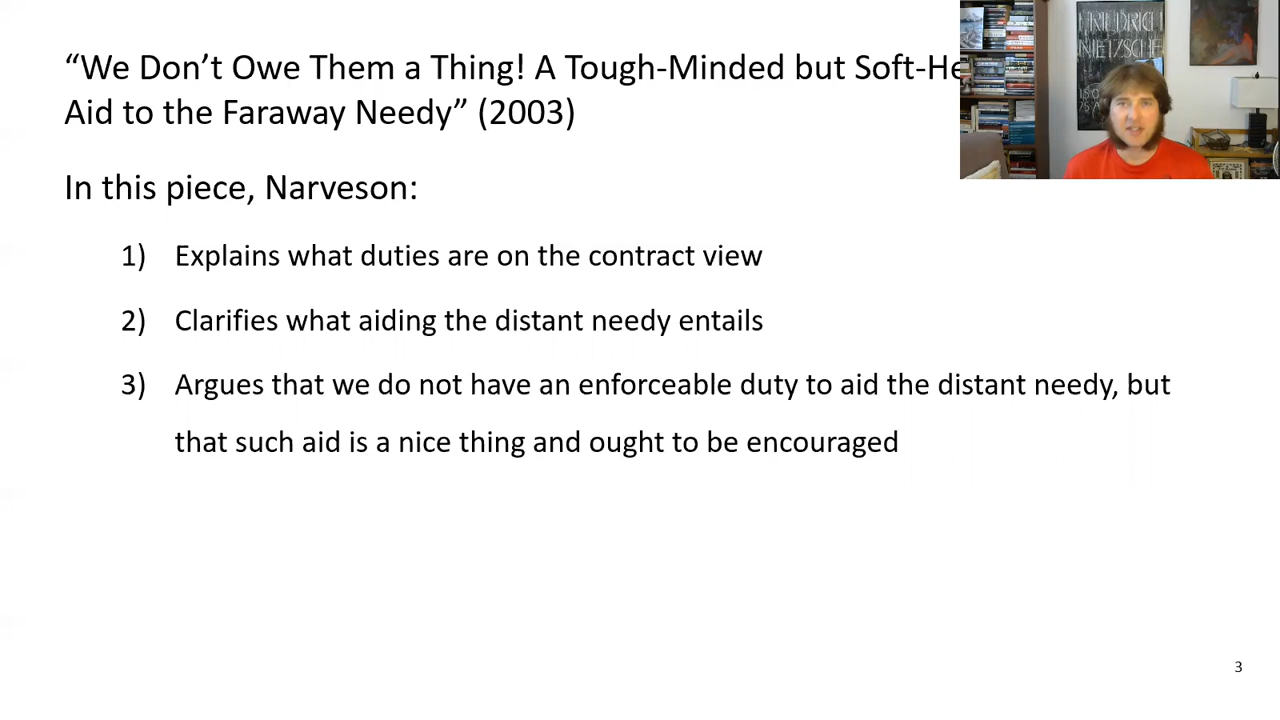 “We Don’t Owe Them a Thing! A Tough-Minded but Soft-He
Aid to the Faraway Needy” (2003)
In this piece, Narveson:
1) Explains what duties are on the contract view
2) Clarifies what aiding the distant needy entails
3) Argues that we do not have an enforceable duty to aid the distant needy, but
that such aid is a nice thing and ought to be encouraged
FRIEDRICH
NIETZSCHE
3